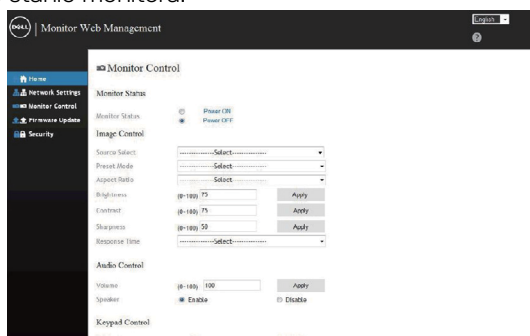 stanie monitora.
DELL Monitor Web Management
English
?
Home
Network Settings
Monitor Control
Firmware Update
Security
Monitor Control
Monitor Status
Monitor Status
Power ON
Power OFF
Image Control
Source Select ---------------Select---------------
Preset Mode ---------------Select---------------
Aspect Ratio ---------------Select---------------
Brightness (0~100) 75 Apply
Contrast (0~100) 75 Apply
Sharpness (0~100) 50 Apply
Response Time ---------------Select---------------
Audio Control
Volume (0~100) 100 Apply
Speaker Enable Disable
Keypad Control